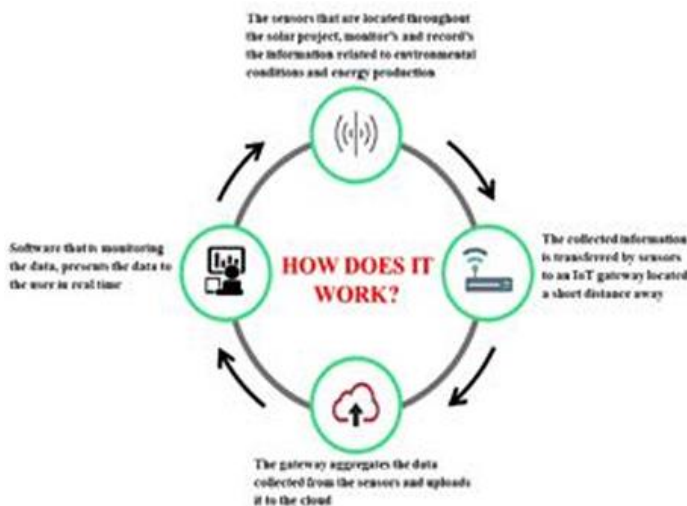 The sensors that are located throughout
the solar project, monitor's and record's
the information related to environmental
conditions and energy production
Software that is monitoring
the data, presents the data to
the user in real time
HOW DOES IT
WORK?
The collected information
is transferred by sensors
to an IoT gateway located
a short distance away
The gateway aggregates the data
collected from the sensors and uploads
it to the cloud